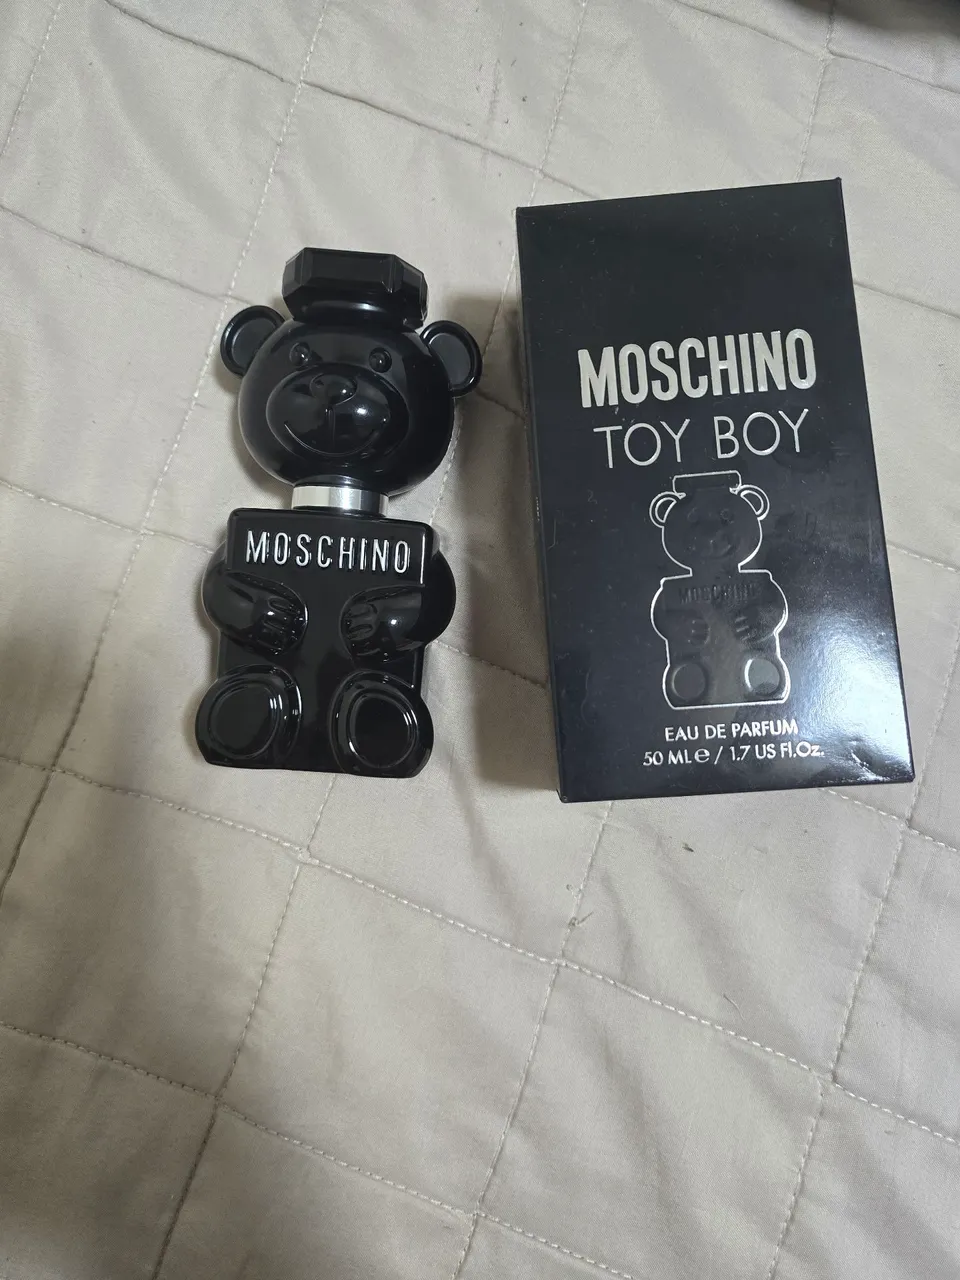 MOSCHINO
MOSCHINO
TOY BOY
MOSCHINO
EAU DE PARFUM
50 ML e / 1.7 US Fl.Oz.